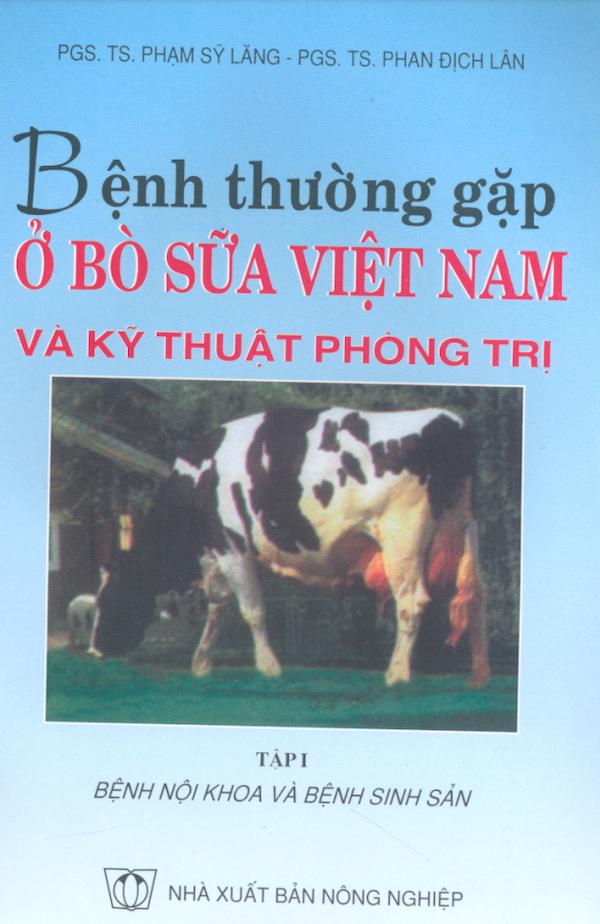 PGS. TS. PHẠM SỸ LĂNG - PGS. TS. PHAN ĐỊCH LÂN
Bệnh thường gặp
Ở BÒ SỮA VIỆT NAM
VÀ KỸ THUẬT PHÒNG TRỊ
TẬP I
BỆNH NỘI KHOA VÀ BỆNH SINH SẢN
NHÀ XUẤT BẢN NÔNG NGHIỆP